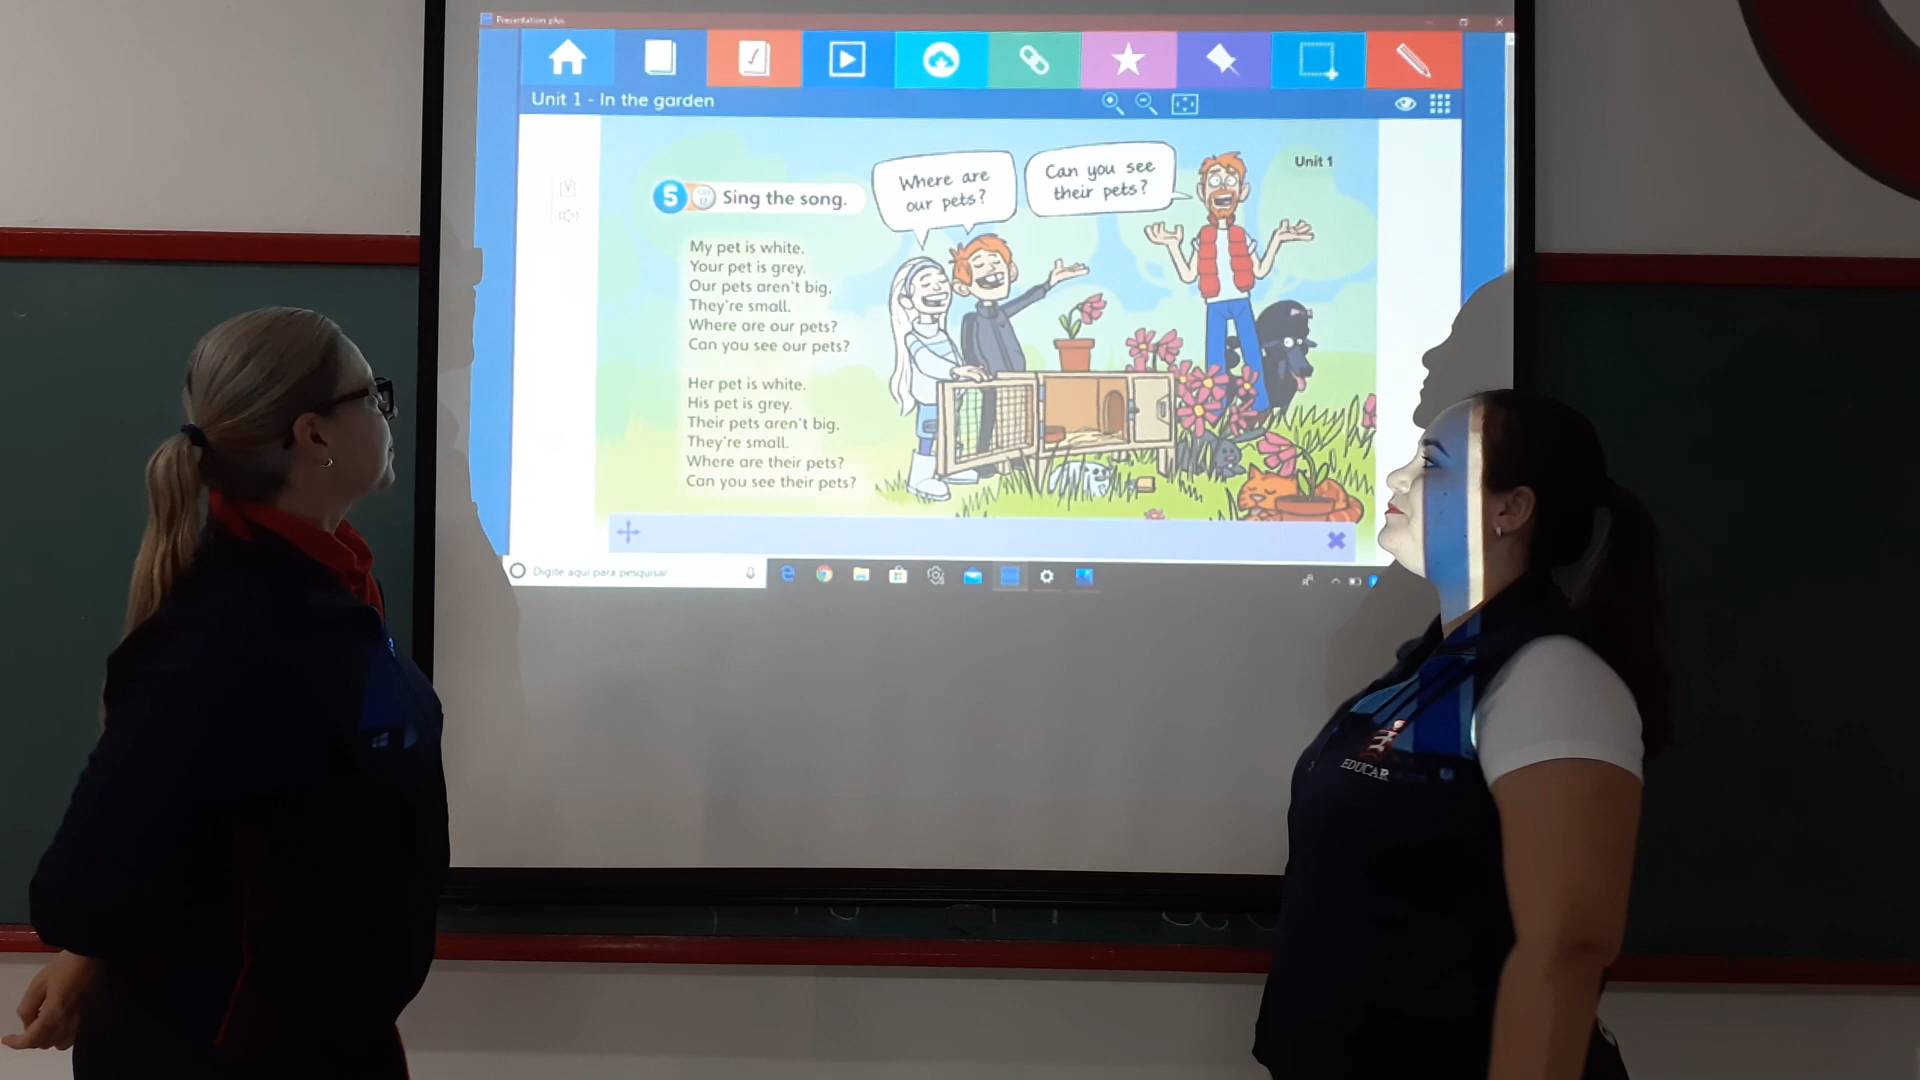 Presentation plus
Unit 1 - In the garden
Unit 1
5 Sing the song.
Where are
our pets?
Can you see
their pets?
My pet is white.
Your pet is grey.
Our pets aren't big.
They're small.
Where are our pets?
Can you see our pets?
Her pet is white.
His pet is grey.
Their pets aren't big.
They're small.
Where are their pets?
Can you see their pets?
Digite aqui para pesquisar
EDUCAR